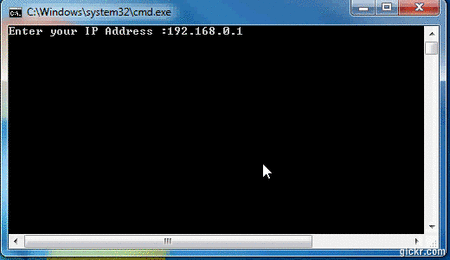 C:\Windows\system32\cmd.exe
Enter your IP Address :192.168.0.1
gickr.com